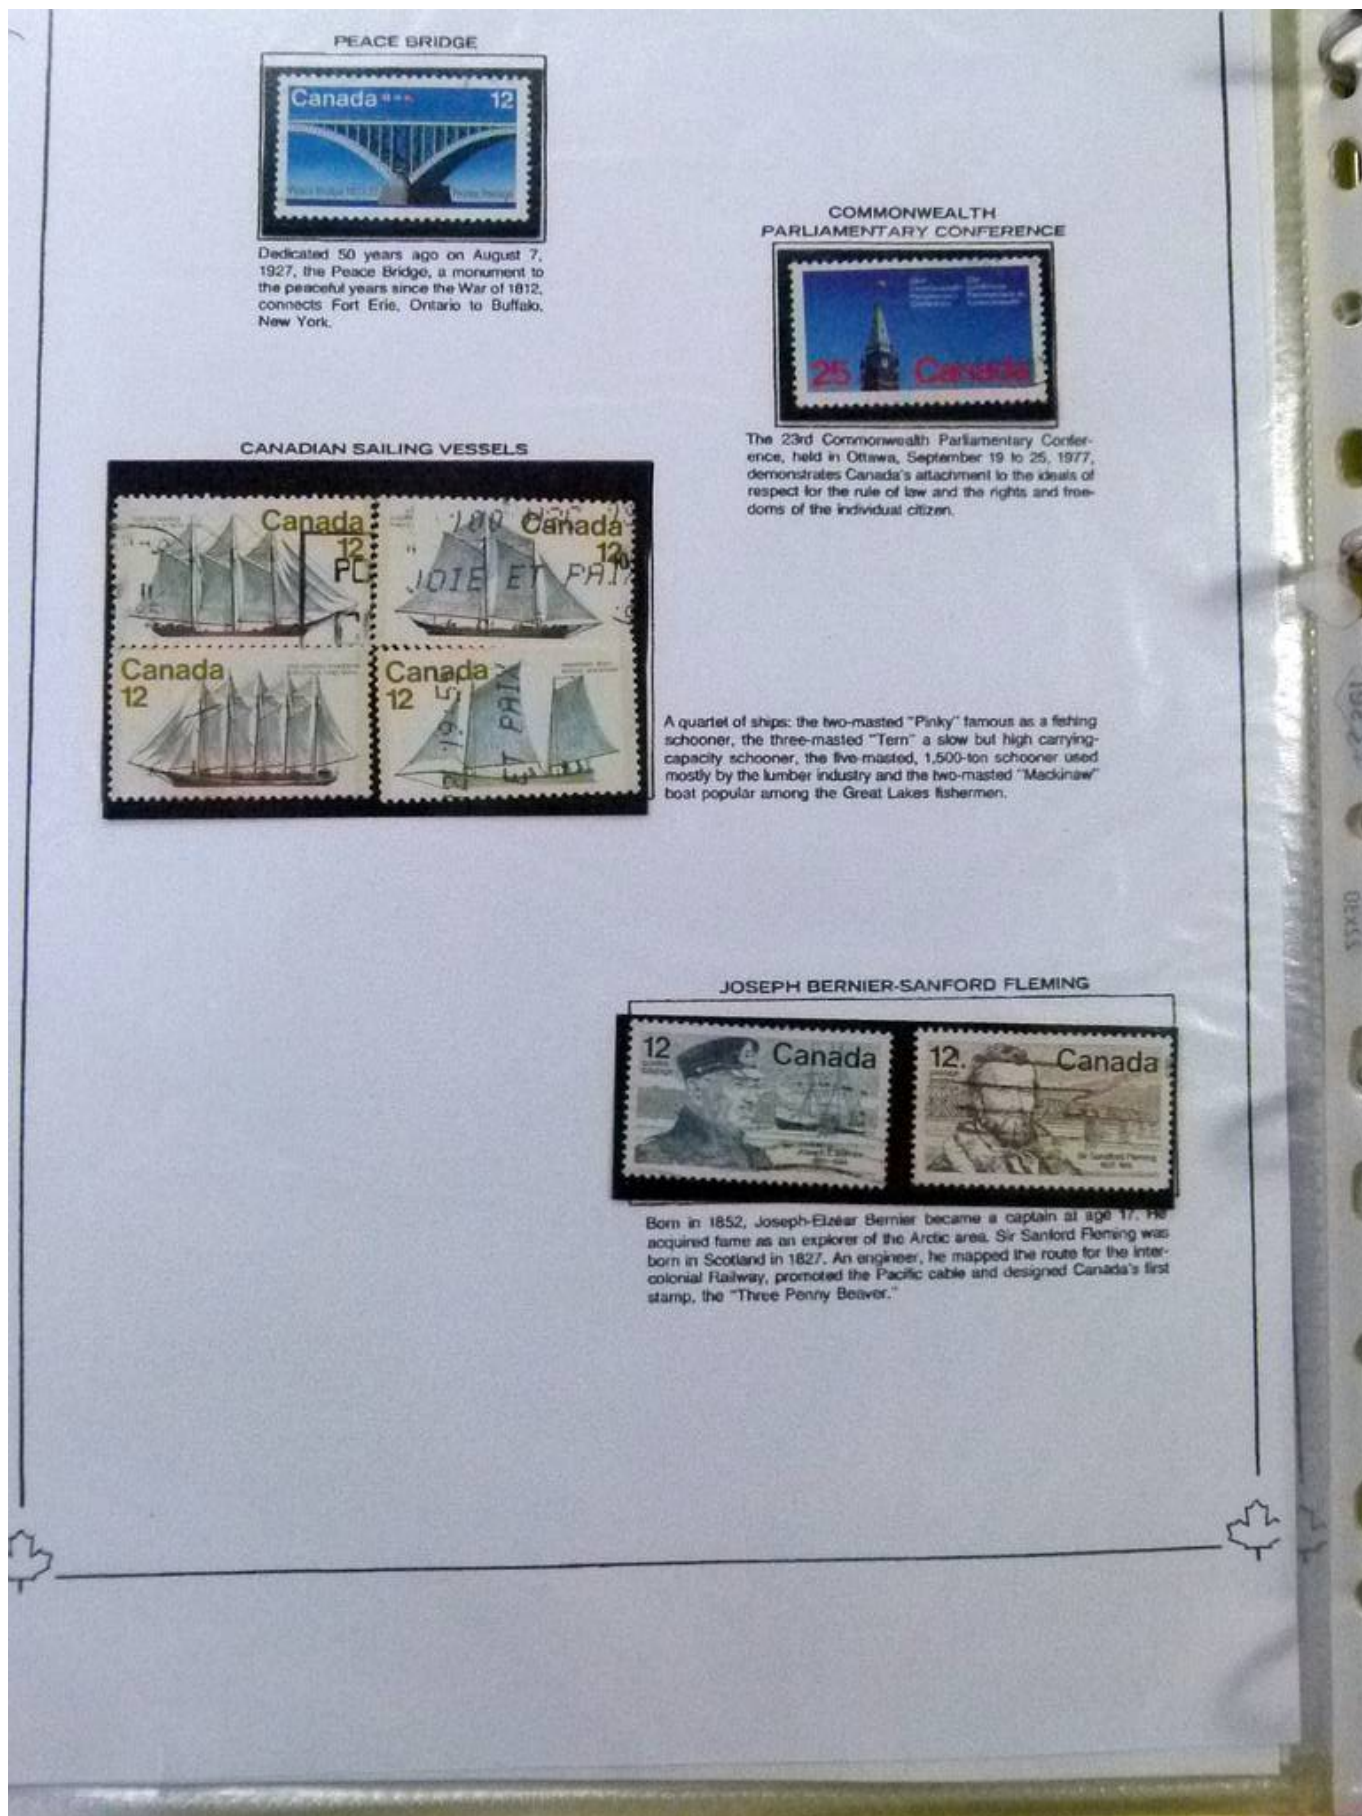 PEACE BRIDGE
Canada
12
Dedicated 50 years ago on August 7,
1927, the Peace Bridge, a monument to
the peaceful years since the War of 1812,
connects Fort Erie, Ontario to Buffalo,
New York.
COMMONWEALTH
PARLIAMENTARY CONFERENCE
25 Canada
The 23rd Commonwealth Parliamentary Confer-
ence, held in Ottawa, September 19 to 25, 1977,
demonstrates Canada's attachment to the ideals of
respect for the rule of law and the rights and free-
doms of the individual citizen.
CANADIAN SAILING VESSELS
Canada
12
Canada
12
JOIE ET PAIX
Canada
12
Canada
12
ET PAIX
A quartet of ships: the two-masted "Pinky" famous as a fishing
schooner, the three-masted "Tern" a slow but high carrying-
capacity schooner, the five-masted, 1,500-ton schooner used
mostly by the lumber industry and the two-masted "Mackinaw"
boat popular among the Great Lakes fishermen.
JOSEPH BERNIER-SANFORD FLEMING
12
Canada
12
Canada
Sir Sandford Fleming
Born in 1852, Joseph-Elzéar Bernier became a captain at age 17. He
acquired fame as an explorer of the Arctic area. Sir Sanford Fleming was
born in Scotland in 1827. An engineer, he mapped the route for the Inter-
colonial Railway, promoted the Pacific cable and designed Canada's first
stamp, the "Three Penny Beaver."